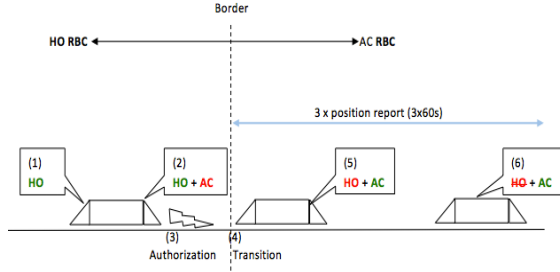 Border
HO RBC
AC RBC
3 x position report (3x60s)
(1)
HO
(2)
HO + AC
(5)
HO + AC
(6)
HO + AC
(3)
(4)
Authorization
Transition